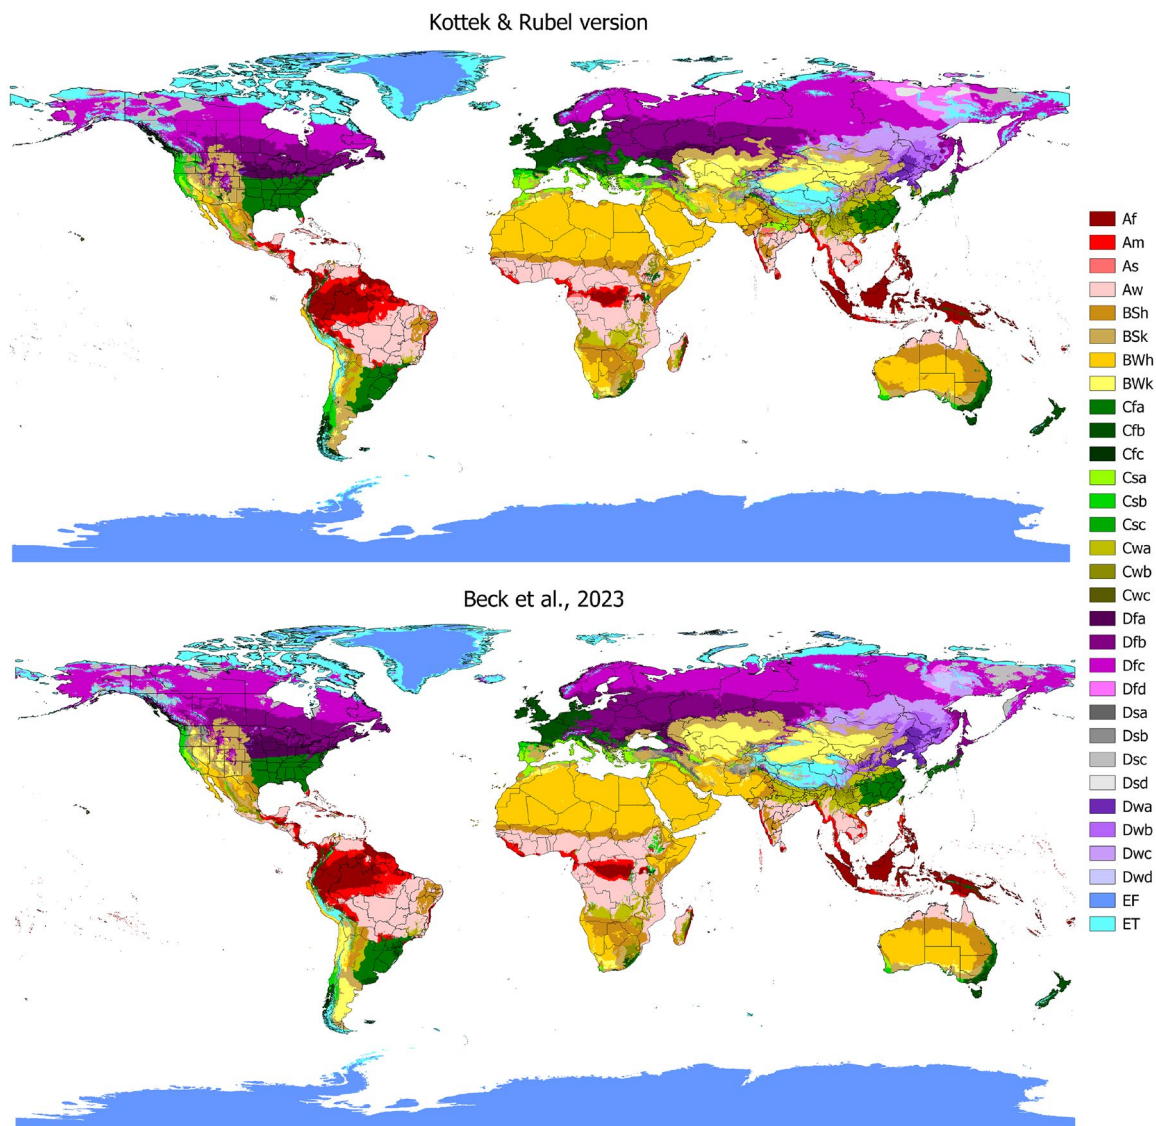 Kottek & Rubel version
Af
Am
As
Aw
BSh
BSk
BWh
BWk
Cfa
Cfb
Cfc
Csa
Csb
Csc
Cwa
Cwb
Cwc
Dfa
Dfb
Dfc
Dfd
Dsa
Dsb
Dsc
Dsd
Dwa
Dwb
Dwc
Dwd
EF
ET
Beck et al., 2023